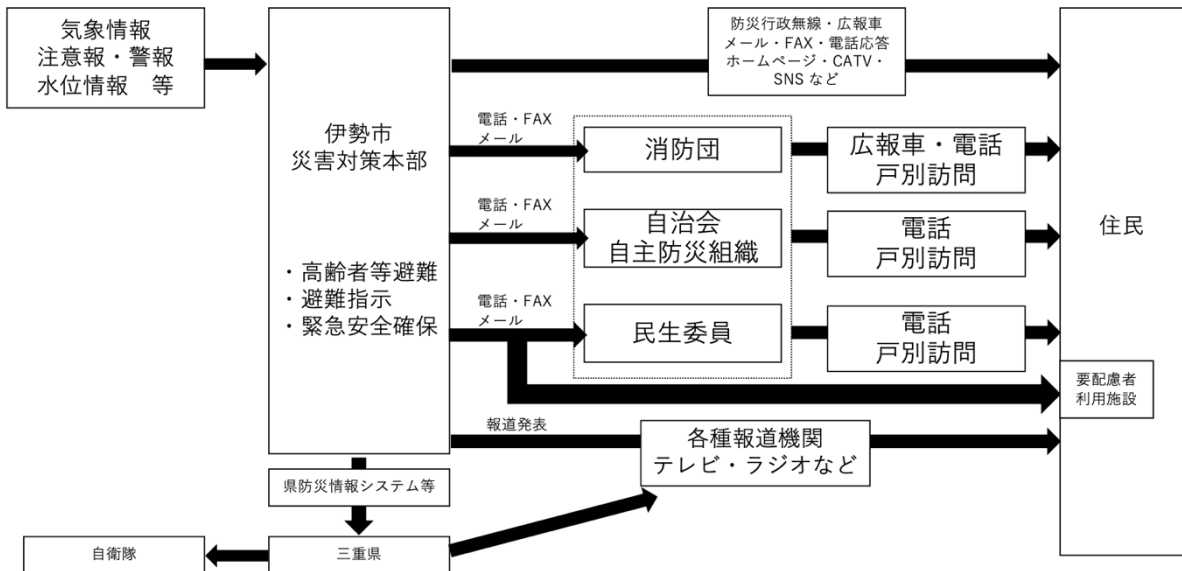 気象情報
注意報・警報
水位情報 等
伊勢市
災害対策本部
・高齢者等避難
・避難指示
・緊急安全確保
防災行政無線・広報車
メール・FAX・電話応答
ホームページ・CATV・
SNS など
電話・FAX
メール
消防団
広報車・電話
戸別訪問
電話・FAX
メール
自治会
自主防災組織
電話
戸別訪問
電話・FAX
メール
民生委員
電話
戸別訪問
住民
要配慮者
利用施設
報道発表
各種報道機関
テレビ・ラジオなど
県防災情報システム等
三重県
自衛隊